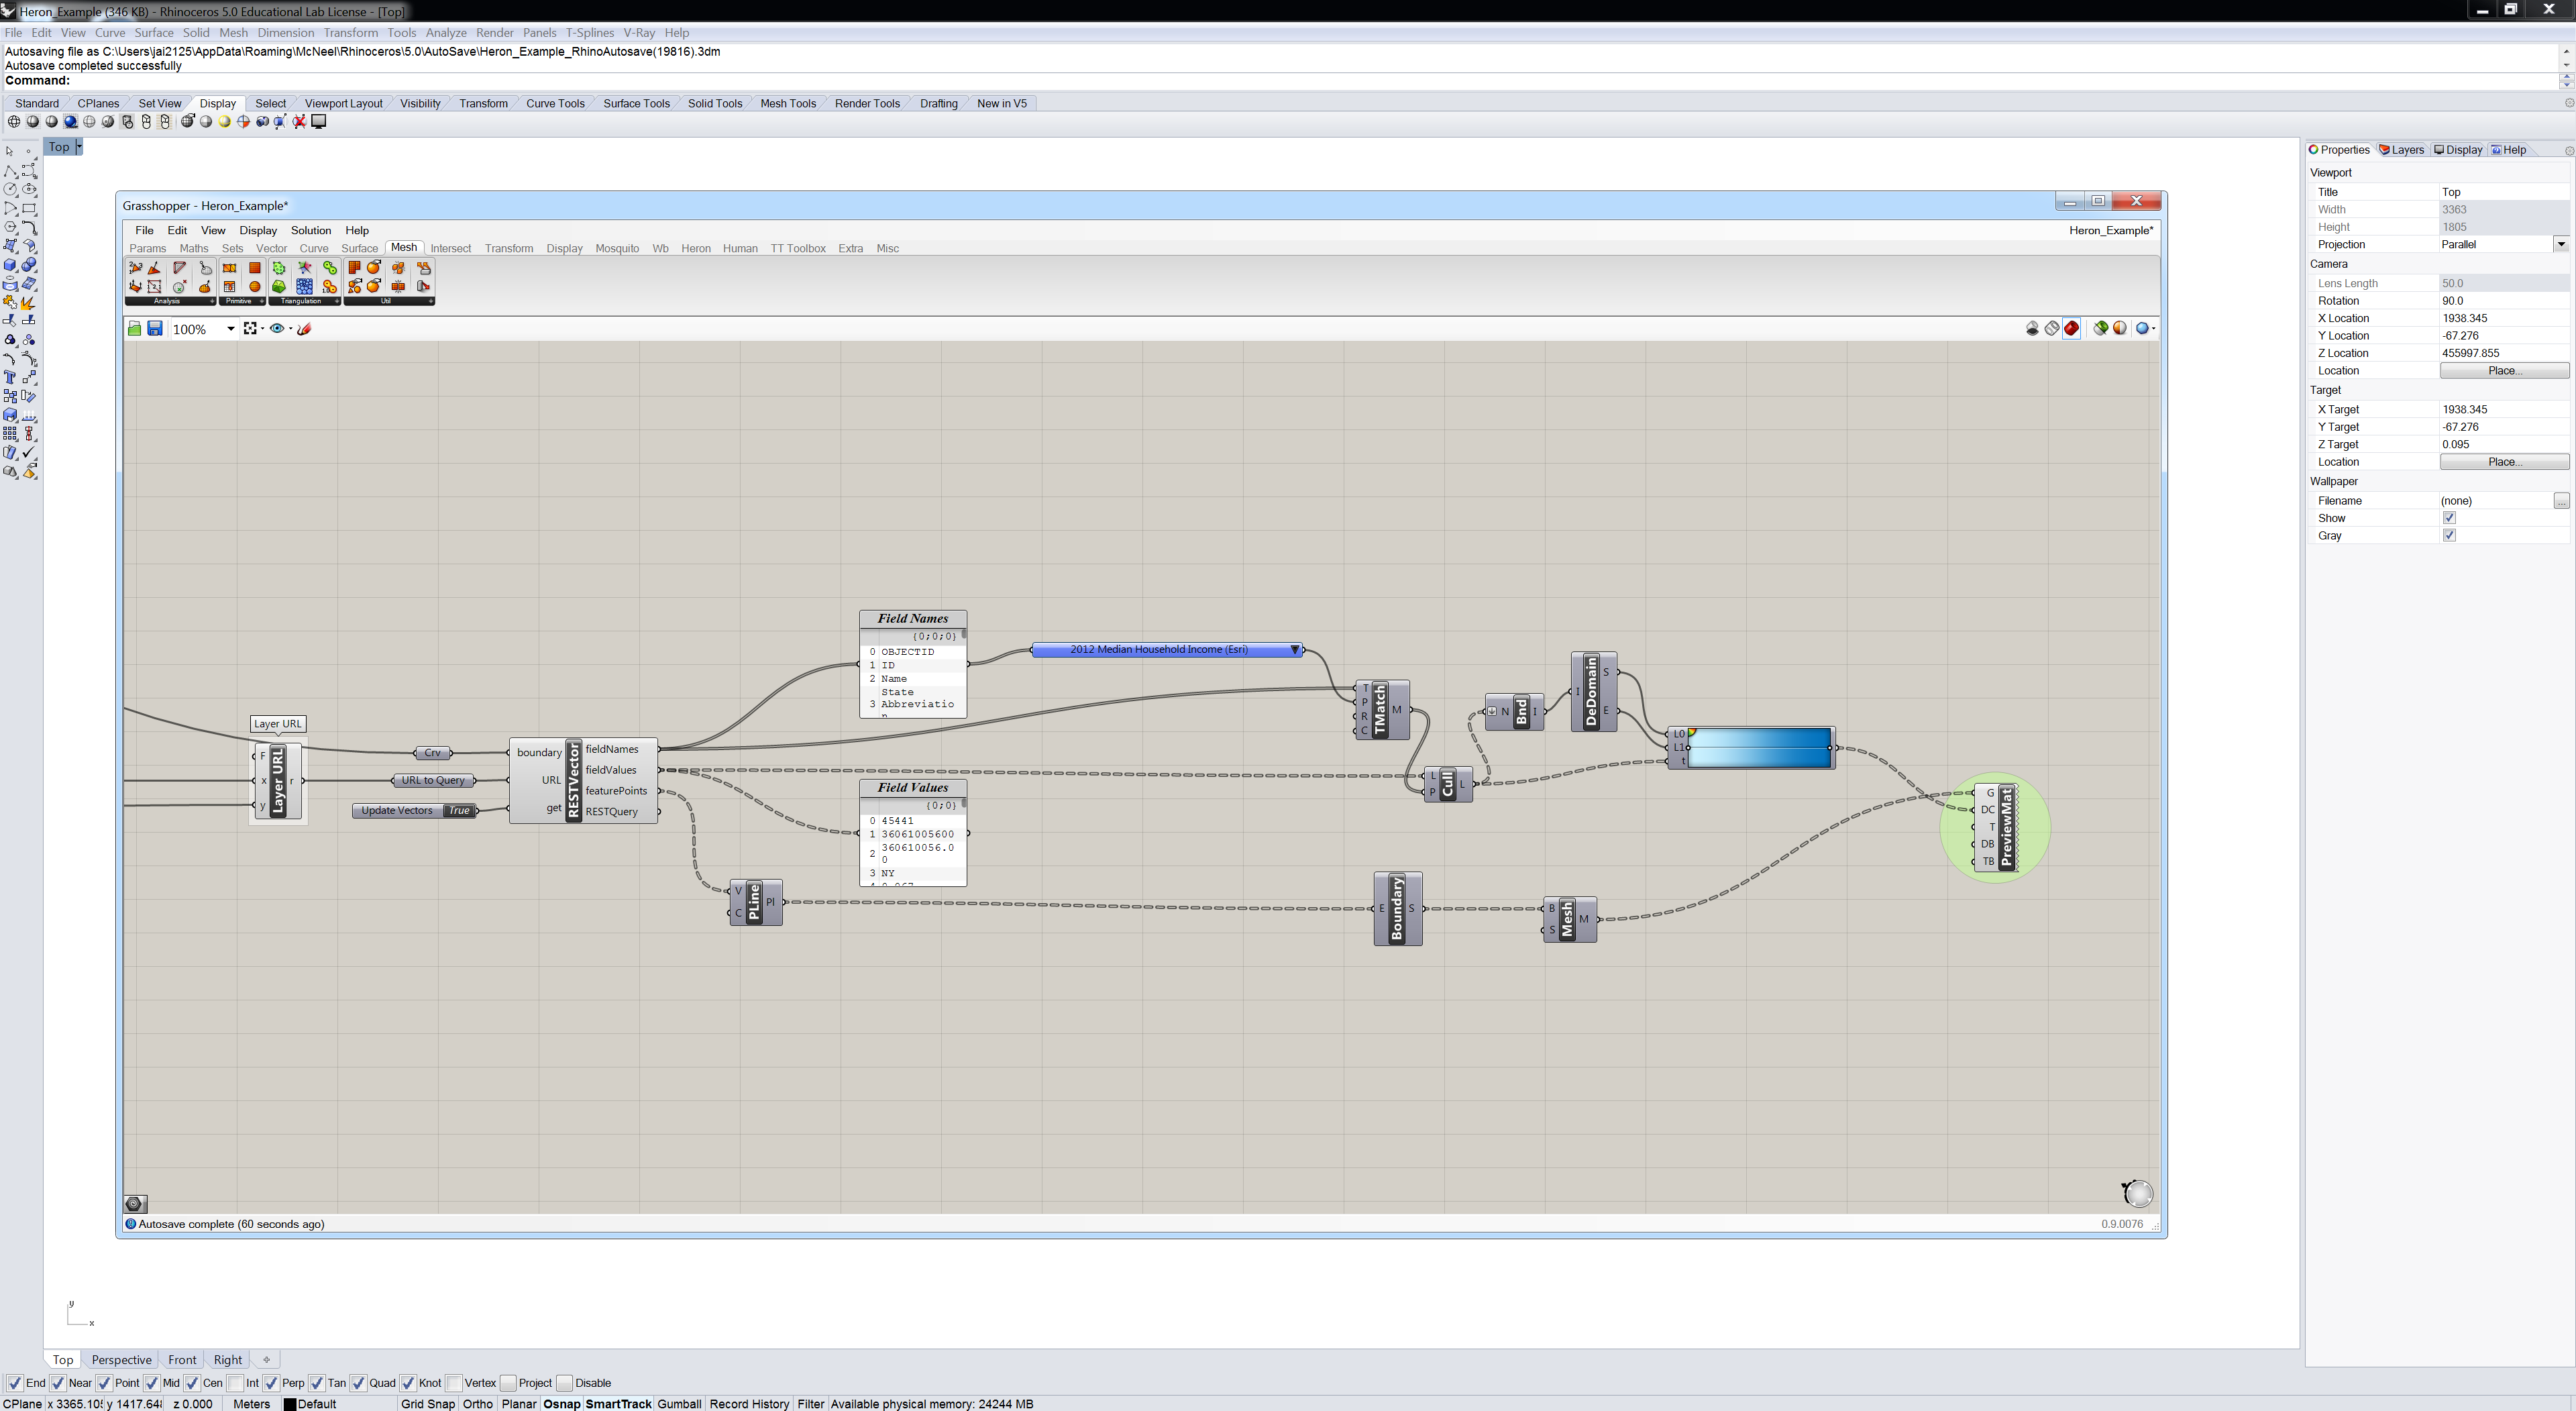 Heron_Example (346 KB) - Rhinoceros 5.0 Educational Lab License - [Top]
File Edit View Curve Surface Solid Mesh Dimension Transform Tools Analyze Render Panels T-Splines V-Ray Help
Autosaving file as C:\Users\jai2125\AppData\Roaming\McNeel\Rhinoceros\5.0\AutoSave\Heron_Example_RhinoAutosave(19816).3dm
Autosave completed successfully
Command:
Standard CPlanes Set View Display Select Viewport Layout Visibility Transform Curve Tools Surface Tools Solid Tools Mesh Tools Render Tools Drafting New in V5
Top
Grasshopper - Heron_Example*
File Edit View Display Solution Help
Heron_Example*
Params Maths Sets Vector Curve Surface Mesh Intersect Transform Display Mosquito Wb Heron Human TT Toolbox Extra Misc
Analysis Primitive Triangulation Util
100%
Layer URL
F
x
y
Layer URL
r
Crv
URL to Query
Update Vectors True
boundary
URL
get
RESTVector
fieldNames
fieldValues
featurePoints
RESTQuery
Field Names
{0;0;0}
0 OBJECTID
1 ID
2 Name
3 State
Abbreviatio
n
Field Values
{0;0}
0 45441
1 36061005600
2 360610056.0
0
3 NY
V
C
PLine
Pl
2012 Median Household Income (Esri)
T
P
R
C
TMatch
M
L
P
Cull
L
N
Bnd
I
I
DeDomain
S
E
L0
L1
t
E
Boundary
S
B
S
Mesh
M
G
DC
T
DB
TB
PreviewMat
Autosave complete (60 seconds ago)
0.9.0076
Properties Layers Display Help
Viewport
Title Top
Width 3363
Height 1805
Projection Parallel
Camera
Lens Length 50.0
Rotation 90.0
X Location 1938.345
Y Location -67.276
Z Location 455997.855
Location Place...
Target
X Target 1938.345
Y Target -67.276
Z Target 0.095
Location Place...
Wallpaper
Filename (none) ...
Show
Gray
y
x
Top Perspective Front Right
End Near Point Mid Cen Int Perp Tan Quad Knot Vertex Project Disable
CPlane x 3365.10 y 1417.64 z 0.000 Meters Default Grid Snap Ortho Planar Osnap SmartTrack Gumball Record History Filter Available physical memory: 24244 MB